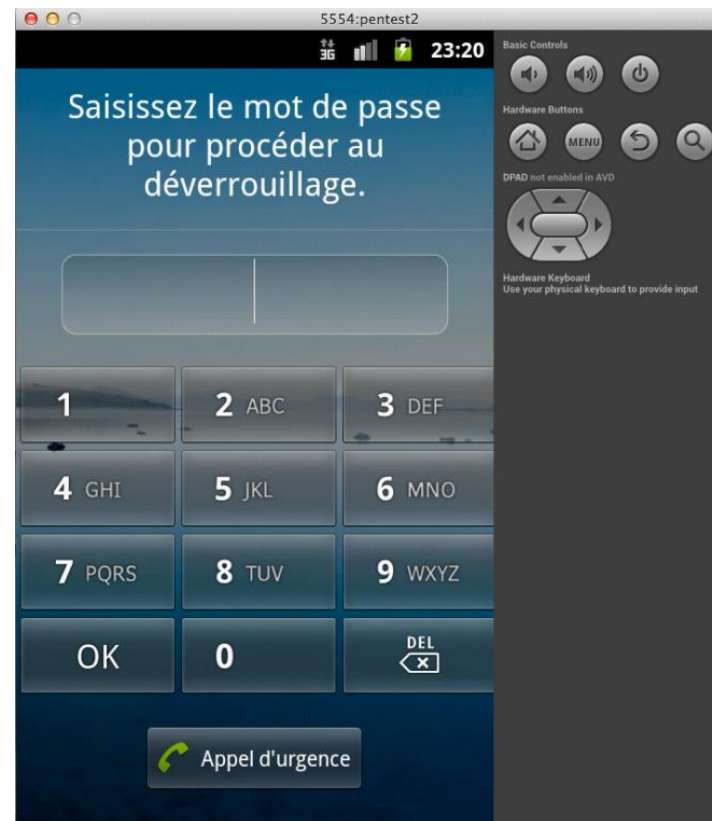 5554:pentest2
3G 23:20
Saisissez le mot de passe
pour procéder au
déverrouillage.
1
2 ABC
3 DEF
4 GHI
5 JKL
6 MNO
7 PQRS
8 TUV
9 WXYZ
OK
0
DEL
Appel d'urgence
Basic Controls
Hardware Buttons
MENU
DPAD not enabled in AVD
Hardware Keyboard
Use your physical keyboard to provide input